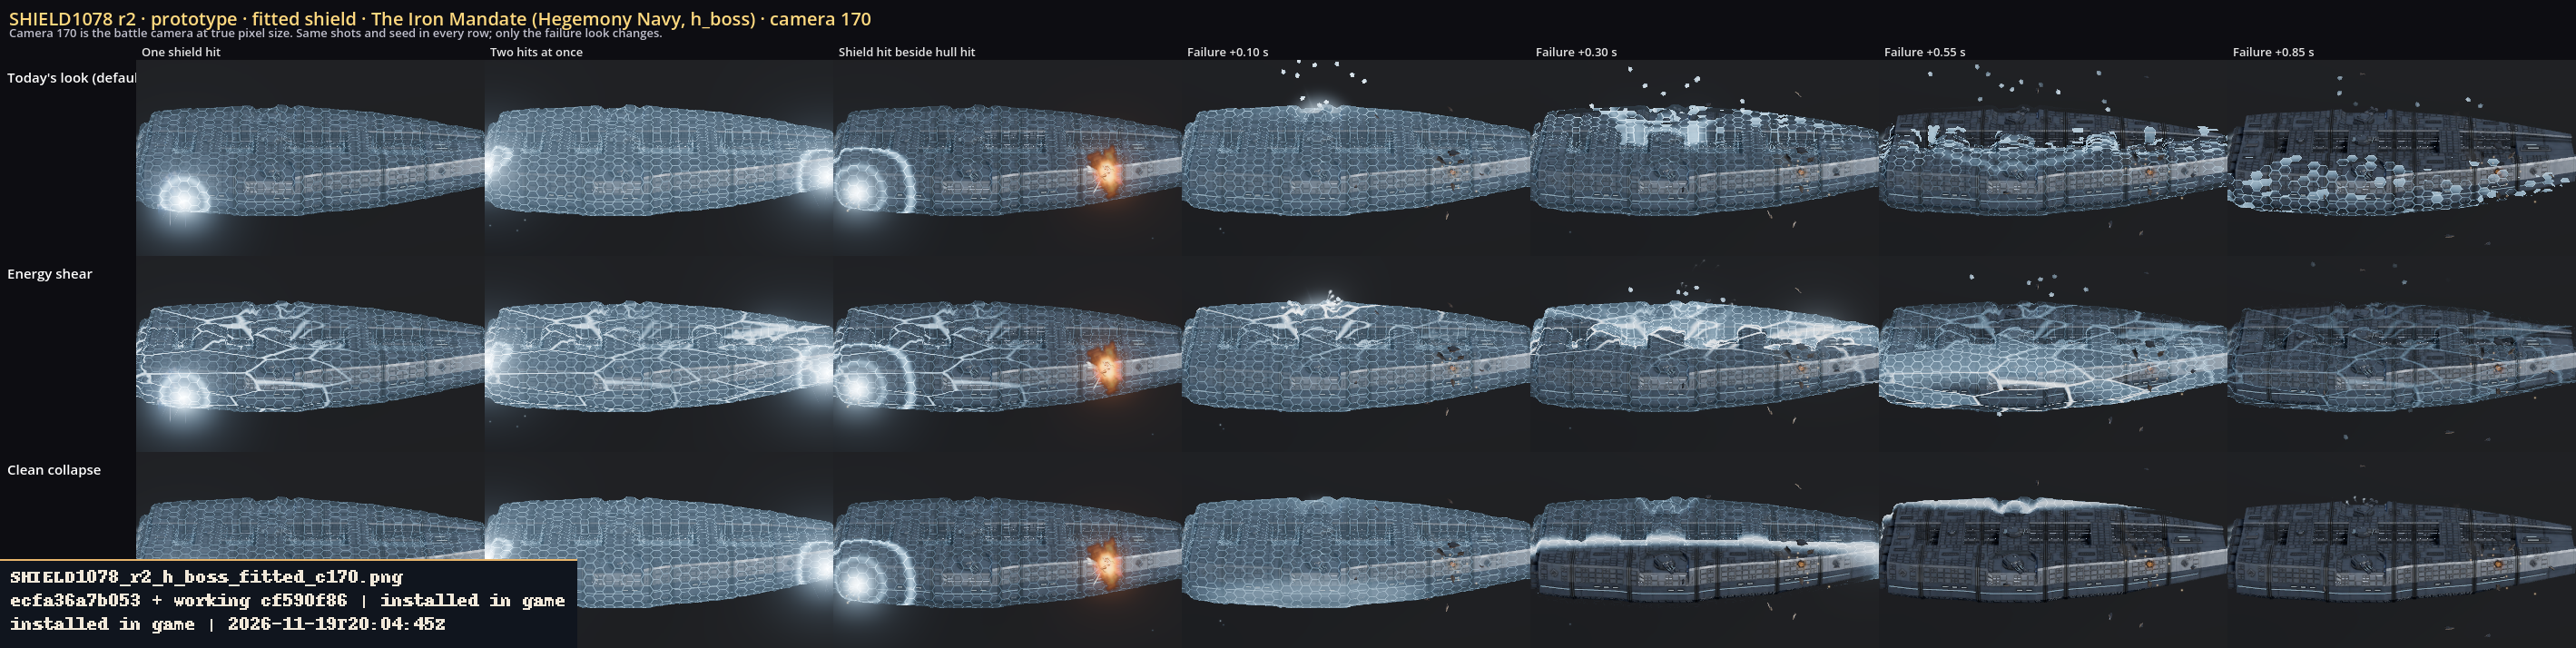 SHIELD1078 r2 · prototype · fitted shield · The Iron Mandate (Hegemony Navy, h_boss) · camera 170
Camera 170 is the battle camera at true pixel size. Same shots and seed in every row; only the failure look changes.
One shield hit
Two hits at once
Shield hit beside hull hit
Failure +0.10 s
Failure +0.30 s
Failure +0.55 s
Failure +0.85 s
Today's look (defaul
Energy shear
Clean collapse
SHIELD1078_r2_h_boss_fitted_c170.png
ecfa36a7b053 + working cf590f86 | installed in game
installed in game | 2026-11-19T20:04:45Z